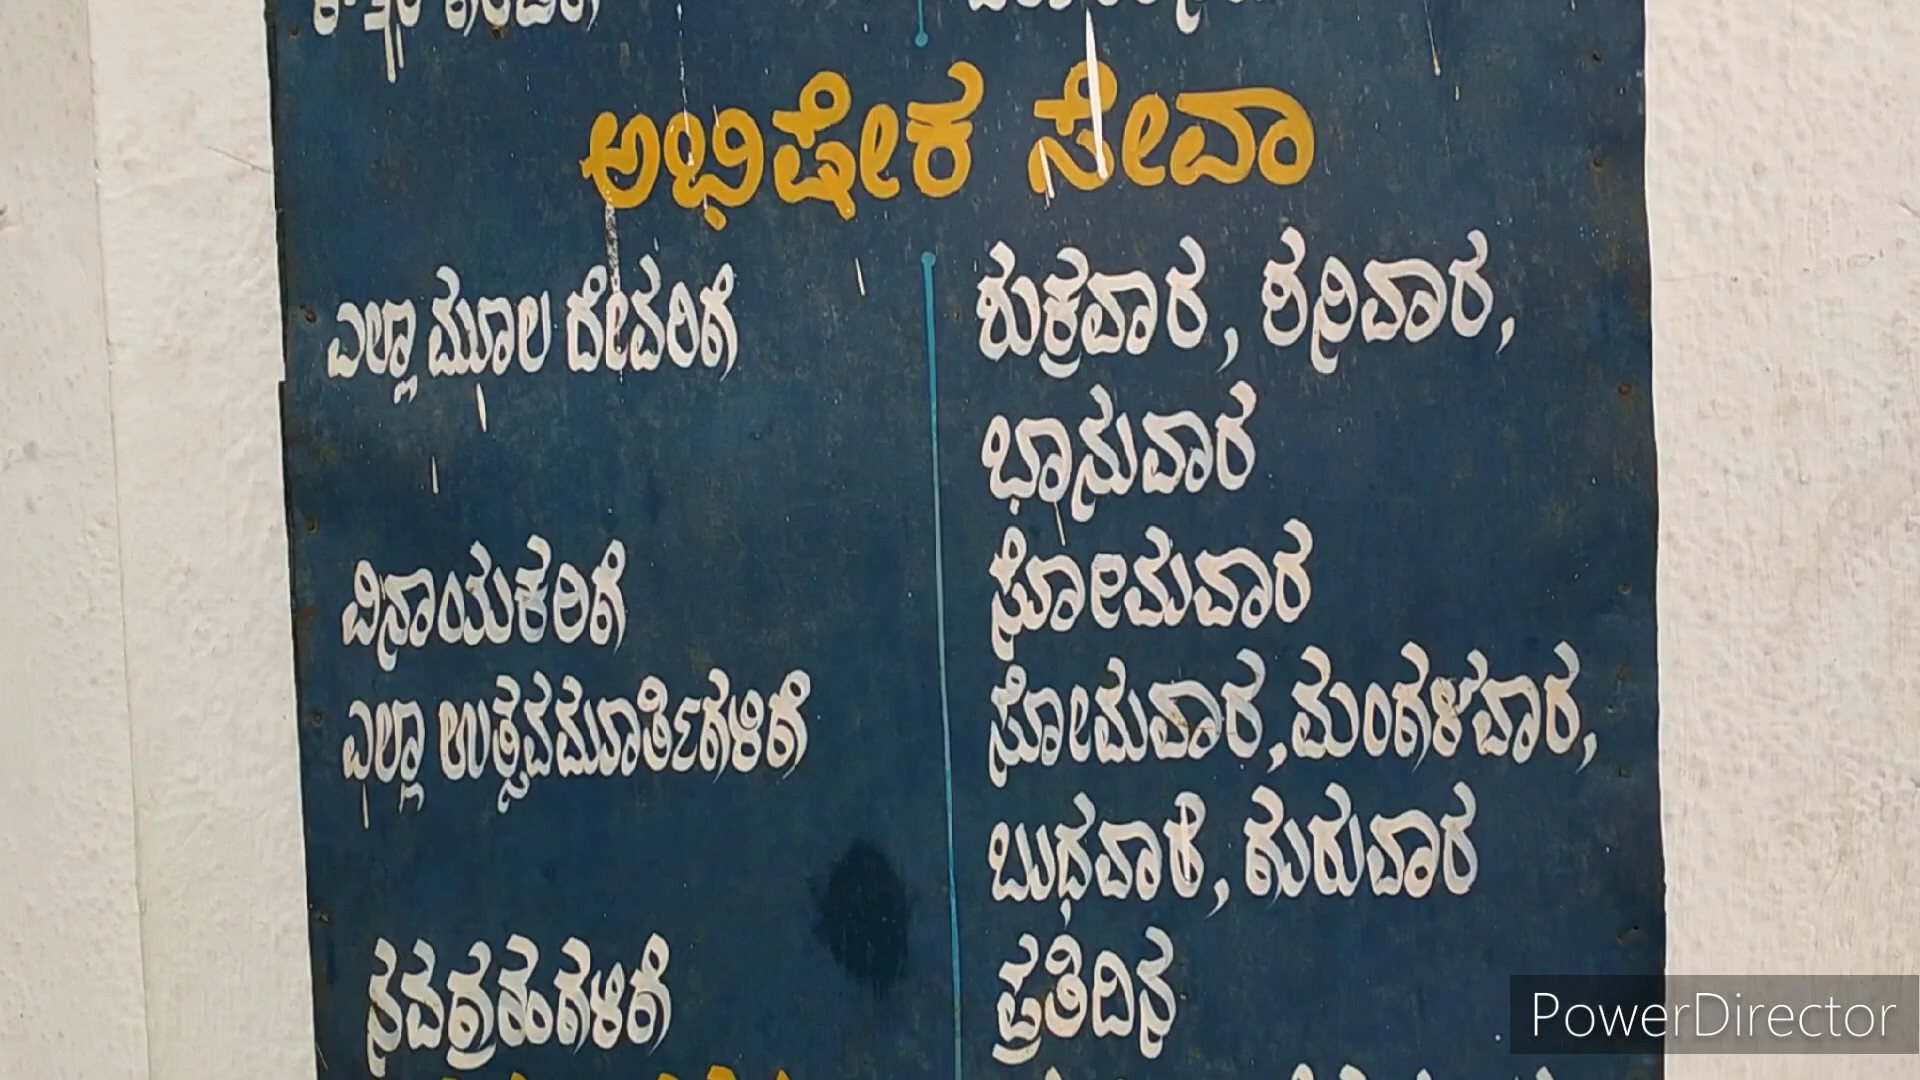 ಅಭಿಷೇಕ ಸೇವಾ
ಎಲ್ಲಾ ಮೂಲ ದೇವರಿಗೆ ಶುಕ್ರವಾರ, ಶನಿವಾರ,
ಭಾನುವಾರ
ವಿನಾಯಕರಿಗೆ ಸೋಮವಾರ
ಎಲ್ಲಾ ಉತ್ಸವಮೂರ್ತಿಗಳಿಗೆ ಸೋಮವಾರ, ಮಂಗಳವಾರ,
ಬುಧವಾರ, ಗುರುವಾರ
ನವಗ್ರಹಗಳಿಗೆ ಪ್ರತಿದಿನ
PowerDirector